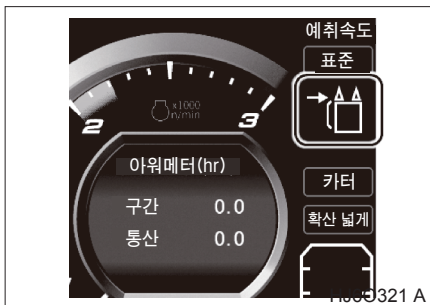 예취속도
표준
x1000
n/min
2
3
아워메터(hr)
구간 0.0
통산 0.0
카터
확산 넓게
321 A